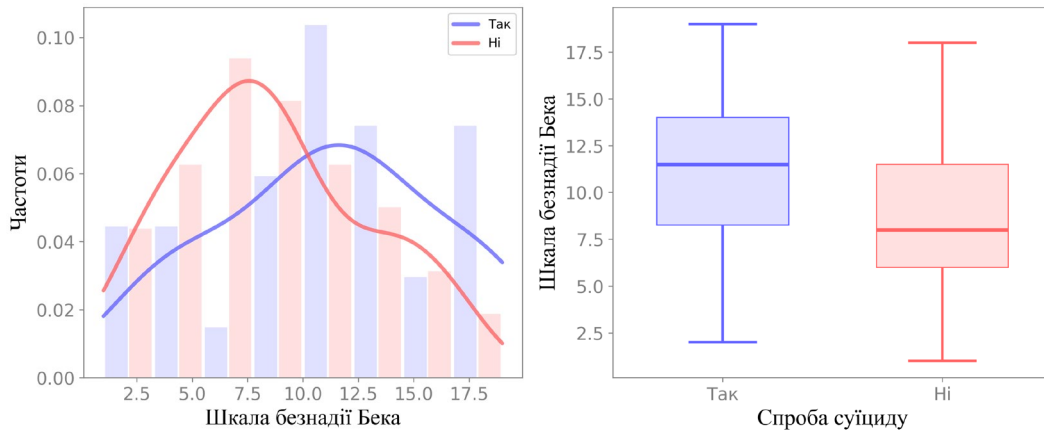 Частоти
0.10
0.08
0.06
0.04
0.02
0.00
2.5 5.0 7.5 10.0 12.5 15.0 17.5
Шкала безнадії Бека
Так
Ні
Шкала безнадії Бека
17.5
15.0
12.5
10.0
7.5
5.0
2.5
Так Ні
Спроба суїциду